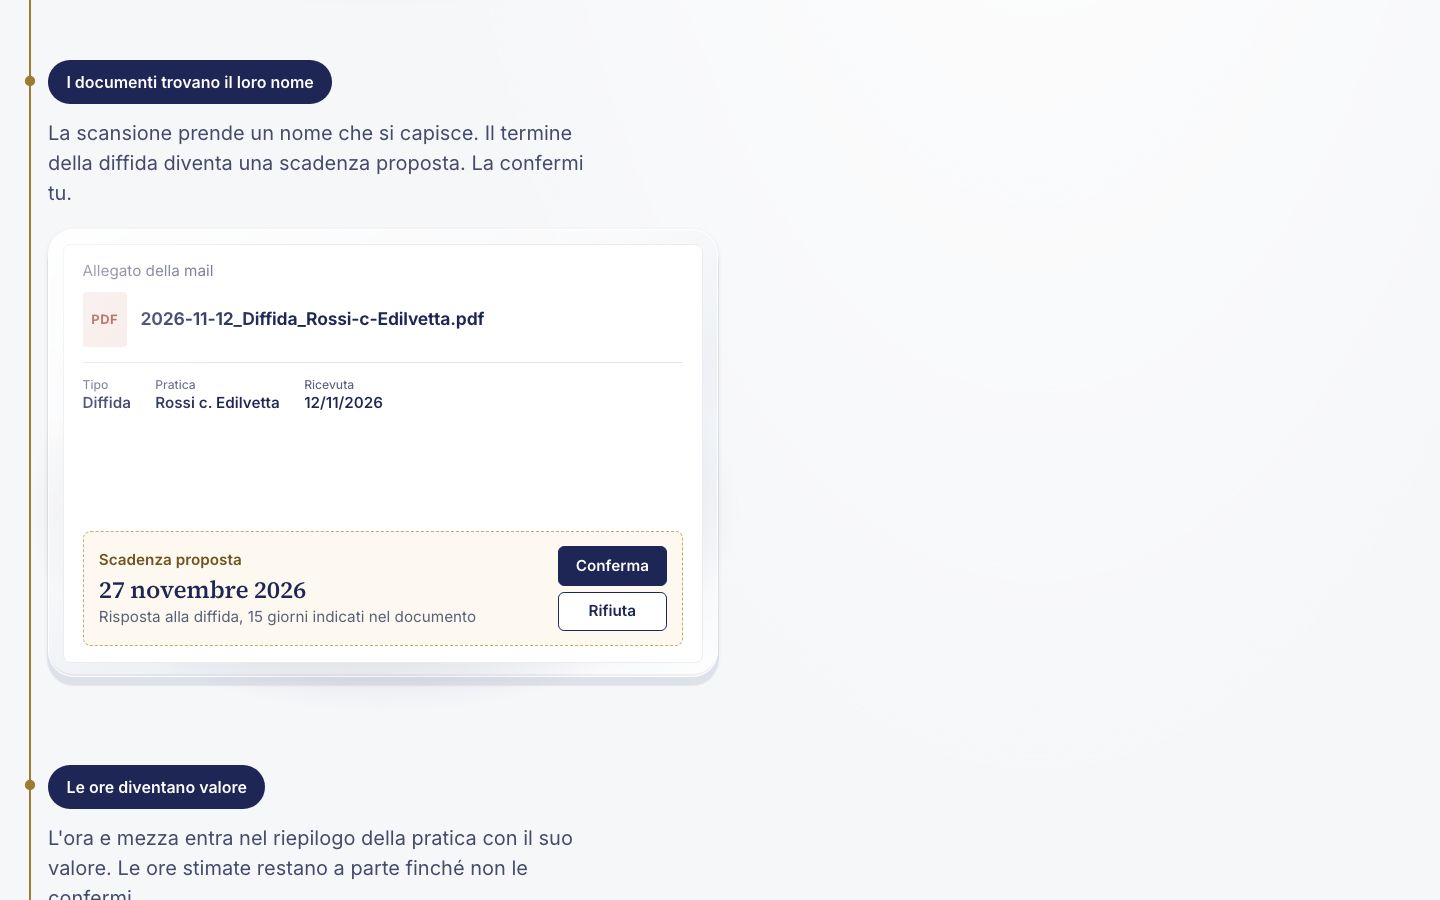 I documenti trovano il loro nome
La scansione prende un nome che si capisce. Il termine
della diffida diventa una scadenza proposta. La confermi
tu.
Allegato della mail
PDF
2026-11-12_Diffida_Rossi-c-Edilvetta.pdf
Tipo Pratica Ricevuta
Diffida Rossi c. Edilvetta 12/11/2026
Scadenza proposta
27 novembre 2026
Risposta alla diffida, 15 giorni indicati nel documento
Conferma
Rifiuta
Le ore diventano valore
L'ora e mezza entra nel riepilogo della pratica con il suo
valore. Le ore stimate restano a parte finché non le
confermi.